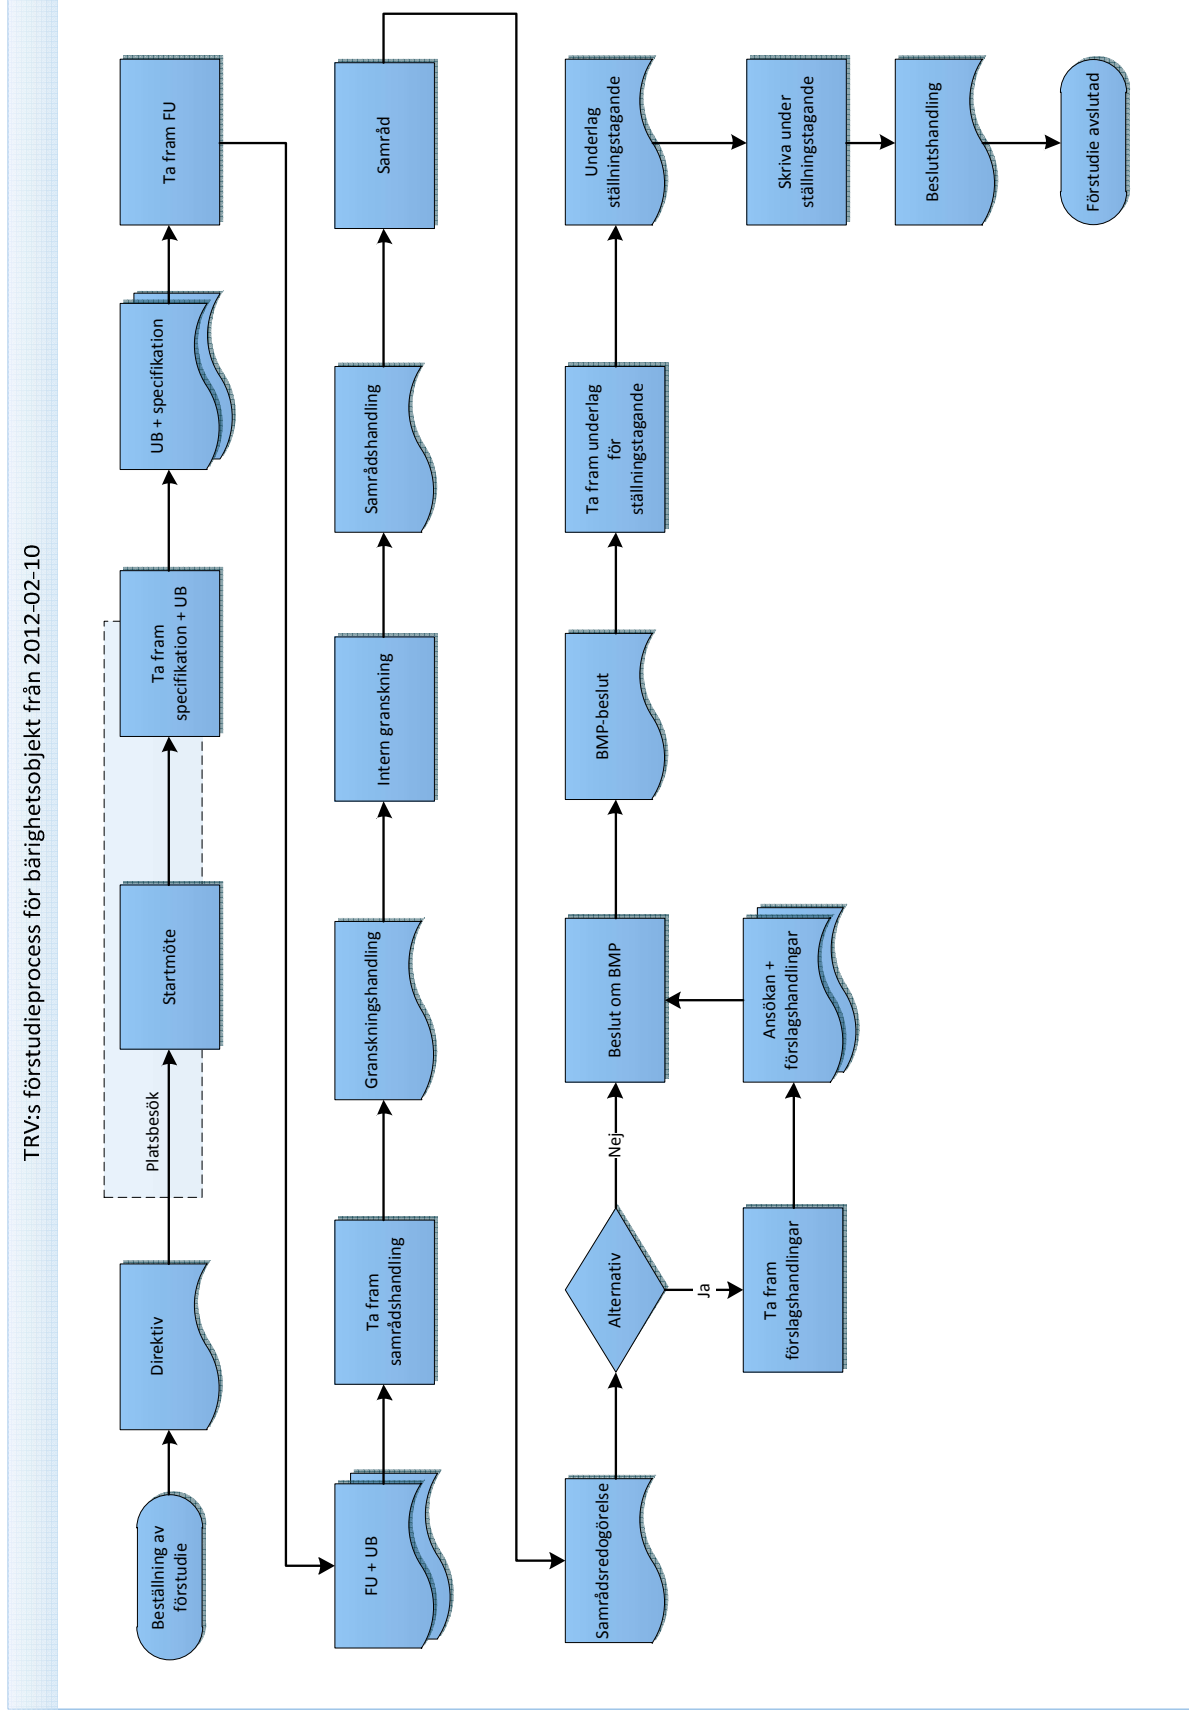 TRV:s förstudieprocess för bärighetsobjekt från 2012-02-10
Beställning av
förstudie
Direktiv
Platsbesök
Startmöte
Ta fram
specifikation + UB
UB + specifikation
Ta fram FU
FU + UB
Ta fram
samrådshandling
Granskningshandling
Intern granskning
Samrådshandling
Samråd
Samrådsredogörelse
Alternativ
Nej
Ja
Ta fram
förslagshandlingar
Ansökan +
förslagshandlingar
Beslut om BMP
BMP-beslut
Ta fram underlag
för
ställningstagande
Underlag
ställningstagande
Skriva under
ställningstagande
Beslutshandling
Förstudie avslutad